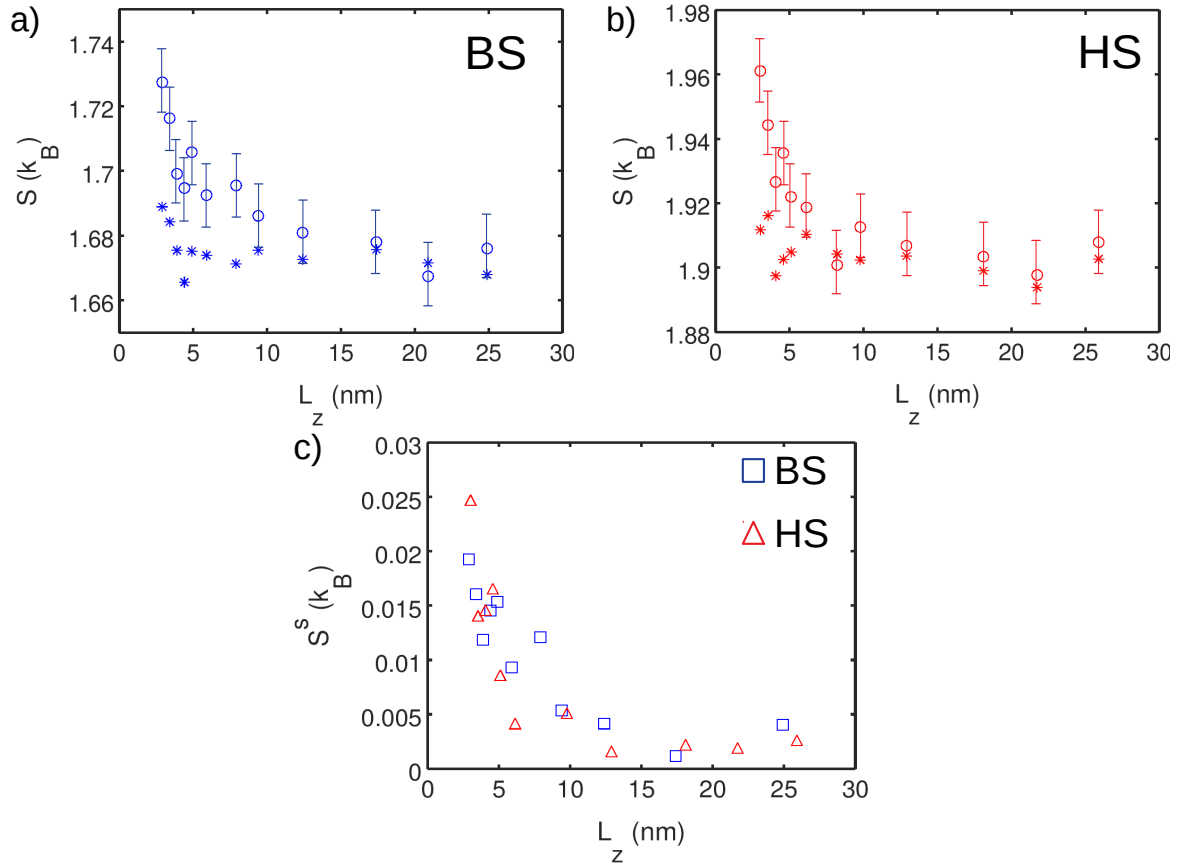 a)
BS
1.74
1.72
1.7
1.68
1.66
S (k_B)
0 5 10 15 20 25 30
L_z (nm)
b)
HS
1.98
1.96
1.94
1.92
1.9
1.88
S (k_B)
0 5 10 15 20 25 30
L_z (nm)
c)
BS
HS
0.03
0.025
0.02
0.015
0.01
0.005
0
S^s (k_B)
0 5 10 15 20 25 30
L_z (nm)